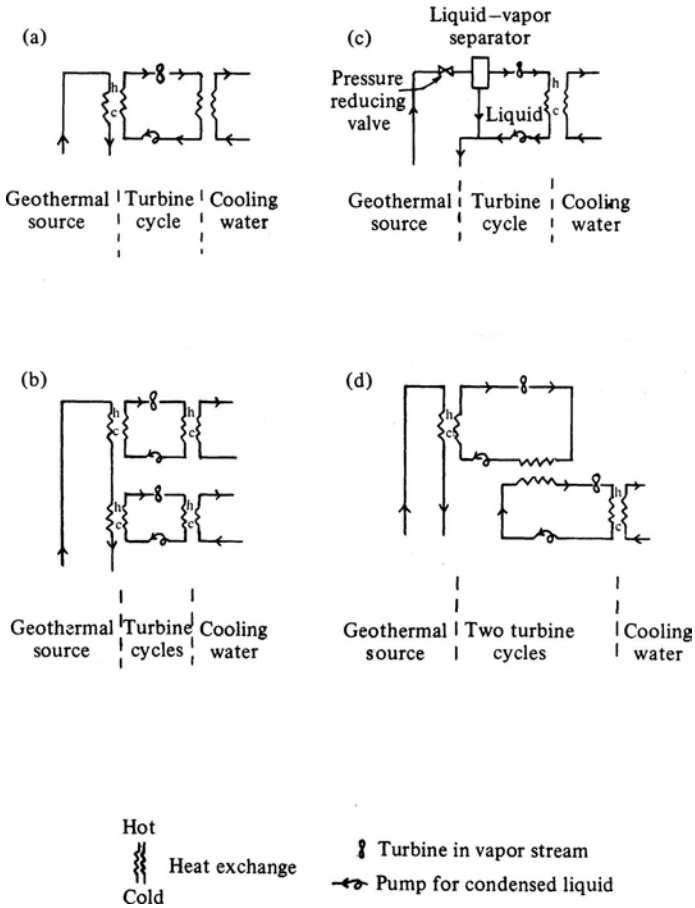 (a)
h
c
Geothermal
source
Turbine
cycle
Cooling
water
(c)
Liquid–vapor
separator
Pressure
reducing
valve
h
c
Liquid
Geothermal
source
Turbine
cycle
Cooling
water
(b)
h
c
h
c
h
c
h
c
Geothermal
source
Turbine
cycles
Cooling
water
(d)
h
c
h
c
Geothermal
source
Two turbine
cycles
Cooling
water
Hot
Heat exchange
Cold
Turbine in vapor stream
Pump for condensed liquid